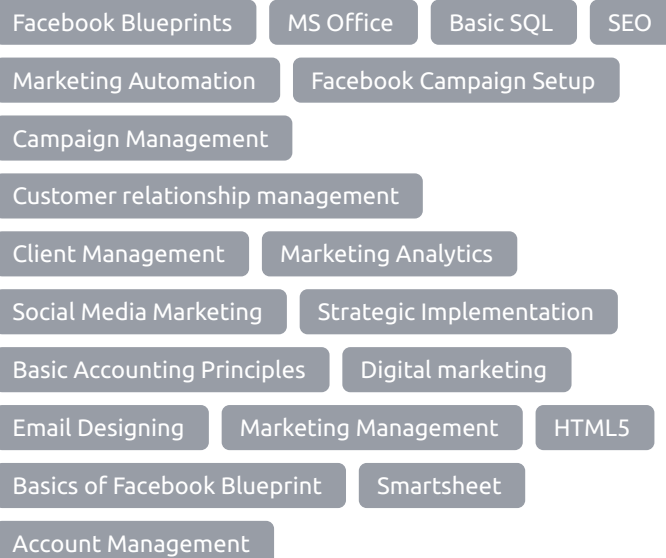 Facebook Blueprints MS Office Basic SQL SEO
Marketing Automation Facebook Campaign Setup
Campaign Management
Customer relationship management
Client Management Marketing Analytics
Social Media Marketing Strategic Implementation
Basic Accounting Principles Digital marketing
Email Designing Marketing Management HTML5
Basics of Facebook Blueprint Smartsheet
Account Management